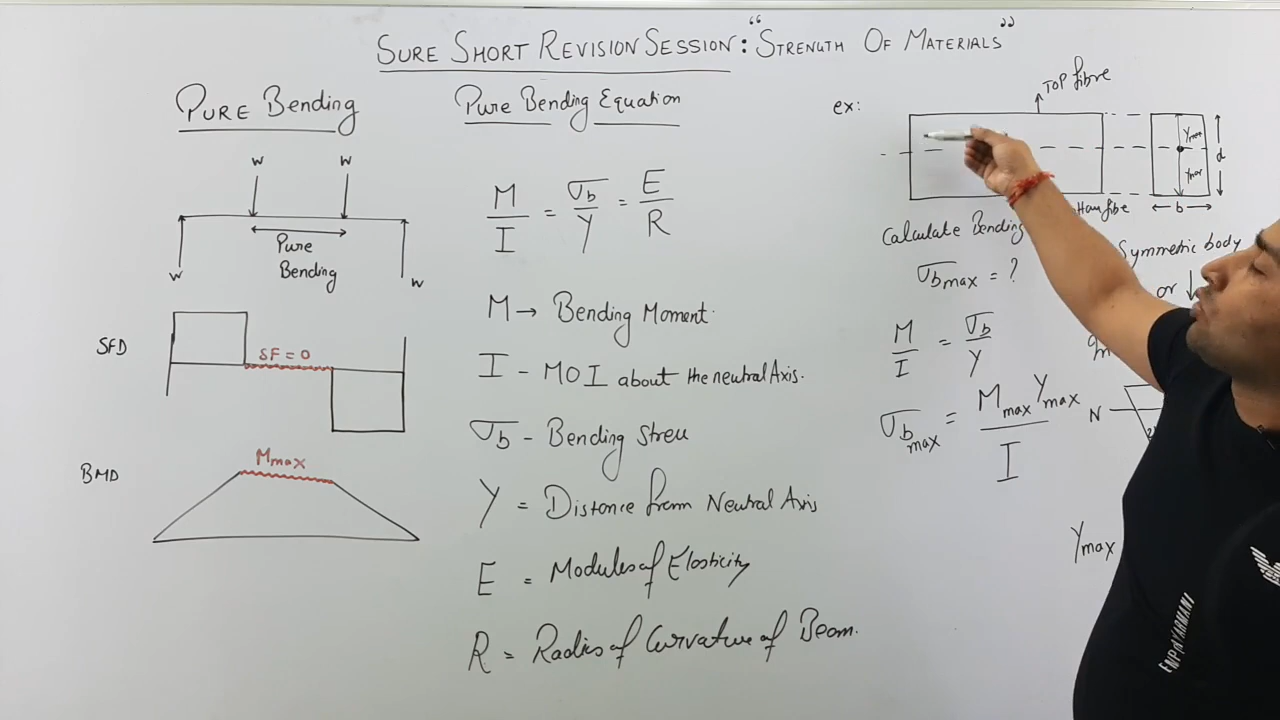 SURE SHORT REVISION SESSION: "STRENGTH OF MATERIALS"
PURE Bending
W W
Pure
Bending
W W
SFD
SF = 0
BMD
Mmax
Pure Bending Equation
M/I = σb/Y = E/R
M → Bending Moment
I - MOI about the neutral Axis.
σb - Bending Stress
Y = Distance from Neutral Axis
E = Modules of Elasticity
R = Radius of Curvature of Beam.
ex:
TOP fibre
Ymax
Ymax
d
b
fibre
Calculate Bending
σbmax = ?
M/I = σb/Y
σbmax = Mmax Ymax / I
Symmetric body
or
N
Ymax
ARMANI